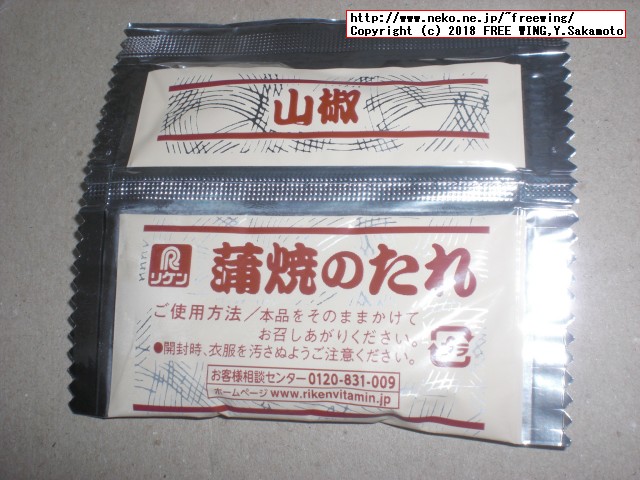 http://www.neko.ne.jp/~freewing/
Copyright (c) 2018 FREE WING,Y.Sakamoto
山椒
R
リケン
蒲焼のたれ
ご使用方法/本品をそのままかけて
お召しあがりください。
●開封時、衣服を汚さぬようご注意ください。
プラ
お客様相談センター 0120-831-009
ホームページ www.rikenvitamin.jp